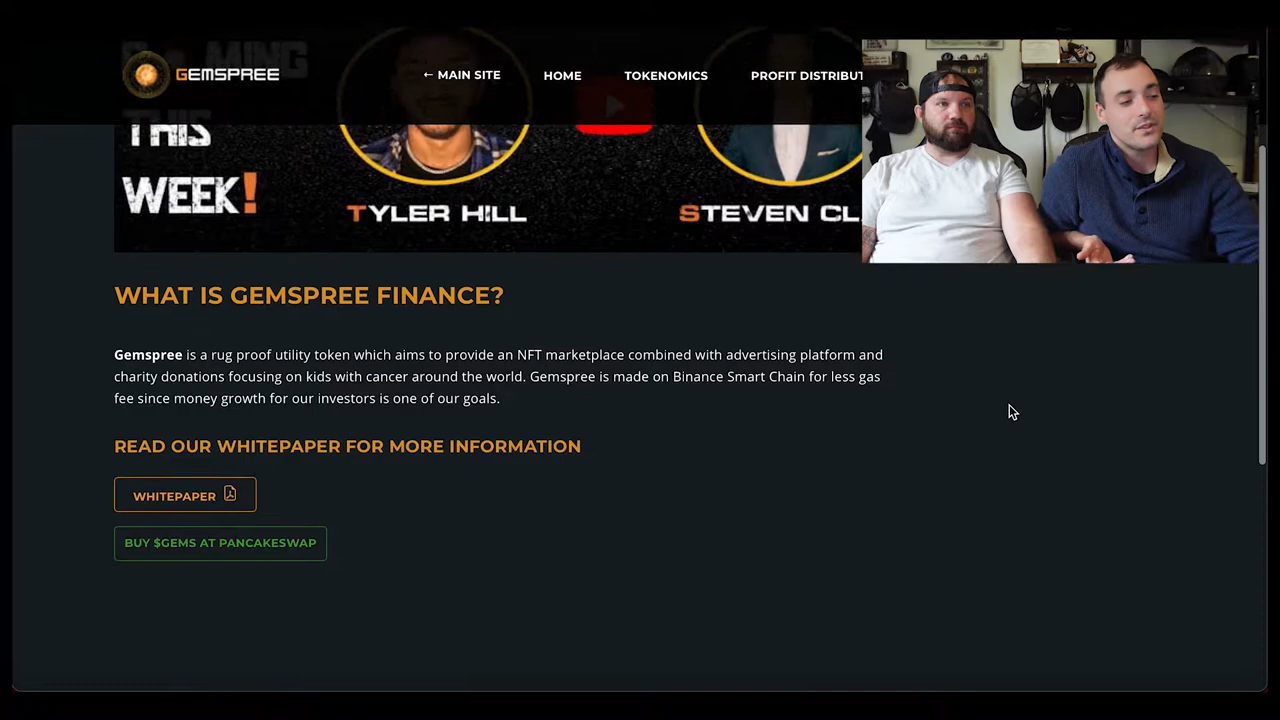 GEMSPREE
← MAIN SITE
HOME
TOKENOMICS
PROFIT DISTRIBUT
THIS
WEEK!
TYLER HILL
STEVEN CL
WHAT IS GEMSPREE FINANCE?
Gemspree is a rug proof utility token which aims to provide an NFT marketplace combined with advertising platform and
charity donations focusing on kids with cancer around the world. Gemspree is made on Binance Smart Chain for less gas
fee since money growth for our investors is one of our goals.
READ OUR WHITEPAPER FOR MORE INFORMATION
WHITEPAPER
BUY $GEMS AT PANCAKESWAP